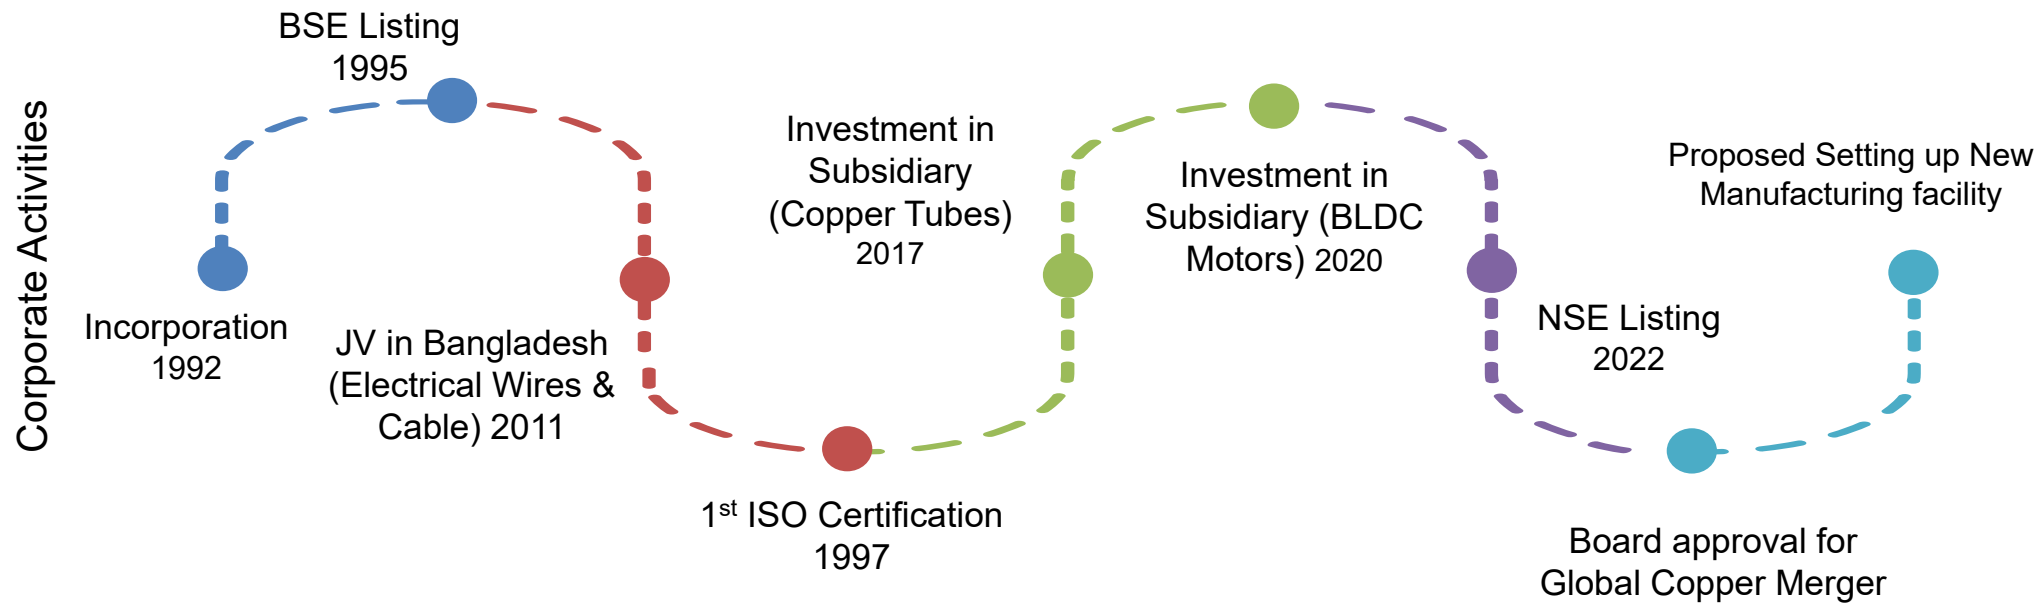 Corporate Activities
BSE Listing
1995
Incorporation
1992
JV in Bangladesh
(Electrical Wires &
Cable) 2011
1st ISO Certification
1997
Investment in
Subsidiary
(Copper Tubes)
2017
Investment in
Subsidiary (BLDC
Motors) 2020
NSE Listing
2022
Board approval for
Global Copper Merger
Proposed Setting up New
Manufacturing facility